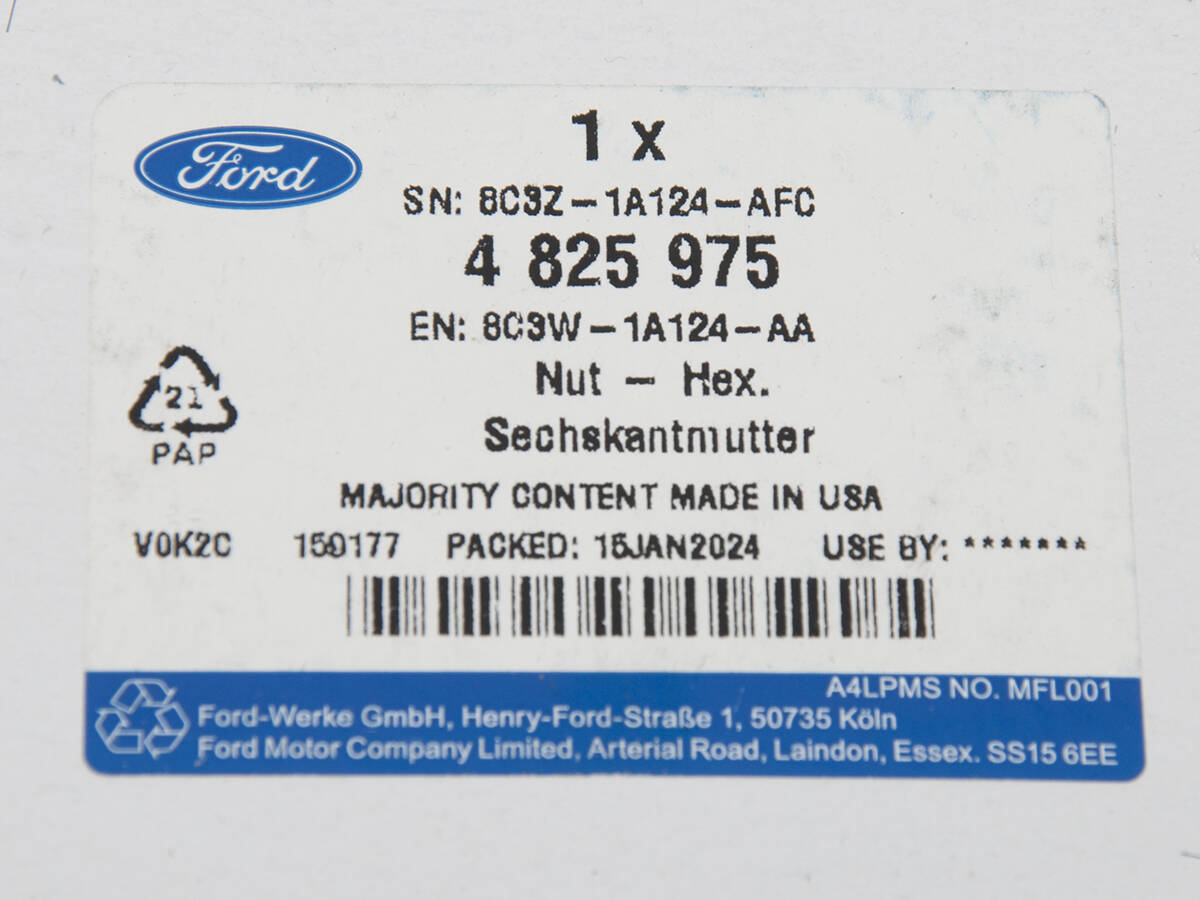 Ford
1 x
SN: 8C3Z-1A124-AFC
4 825 975
EN: 8C3W-1A124-AA
Nut - Hex.
Sechskantmutter
21
PAP
MAJORITY CONTENT MADE IN USA
V0K2C 159177 PACKED: 15JAN2024 USE BY: *******
A4LPMS NO. MFL001
Ford-Werke GmbH, Henry-Ford-Straße 1, 50735 Köln
Ford Motor Company Limited, Arterial Road, Laindon, Essex. SS15 6EE